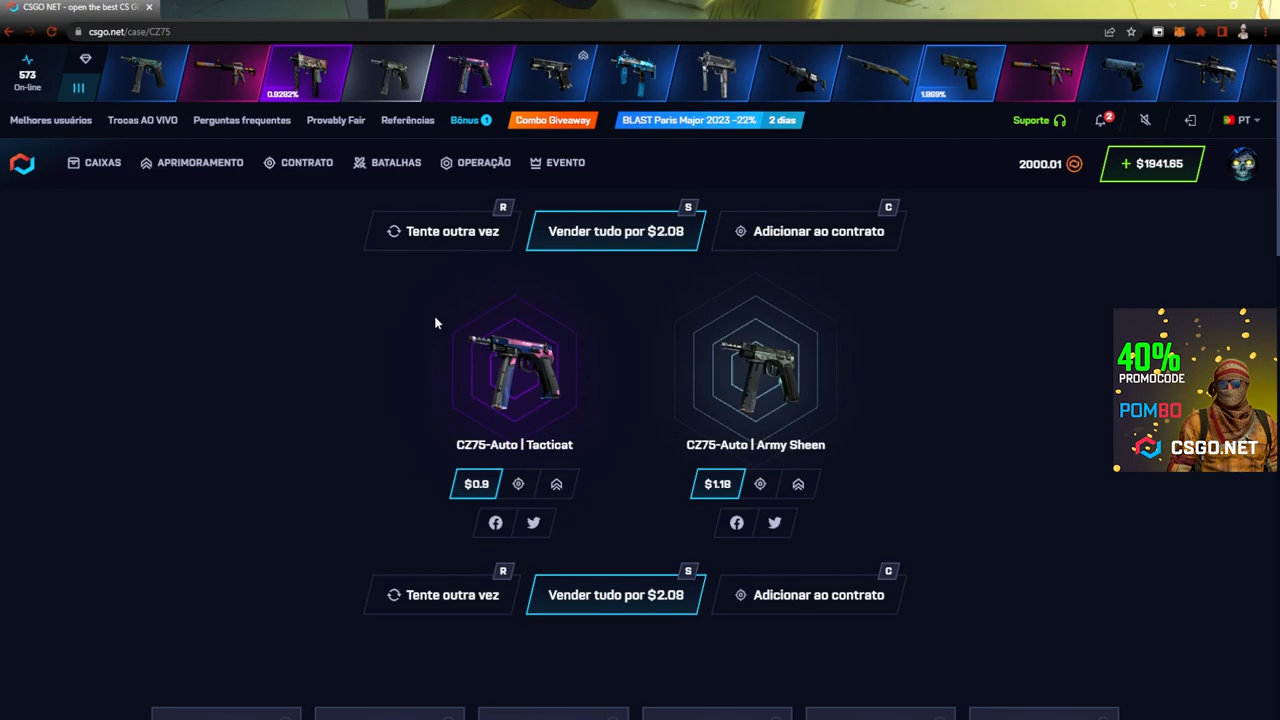 CSGO NET - open the best CS G
csgo.net/case/CZ75
573
On-line
0.9282%
1.869%
Melhores usuários
Trocas AO VIVO
Perguntas frequentes
Provably Fair
Referências
Bônus 1
Combo Giveaway
BLAST Paris Major 2023 –22%
2 dias
Suporte
2
PT
CAIXAS
APRIMORAMENTO
CONTRATO
BATALHAS
OPERAÇÃO
EVENTO
2000.01
+ $1941.65
R
S
C
Tente outra vez
Vender tudo por $2.08
Adicionar ao contrato
CZ75-Auto | Tacticat
CZ75-Auto | Army Sheen
$0.9
$1.18
R
S
C
Tente outra vez
Vender tudo por $2.08
Adicionar ao contrato
40%
PROMOCODE
POMBO
CSGO.NET